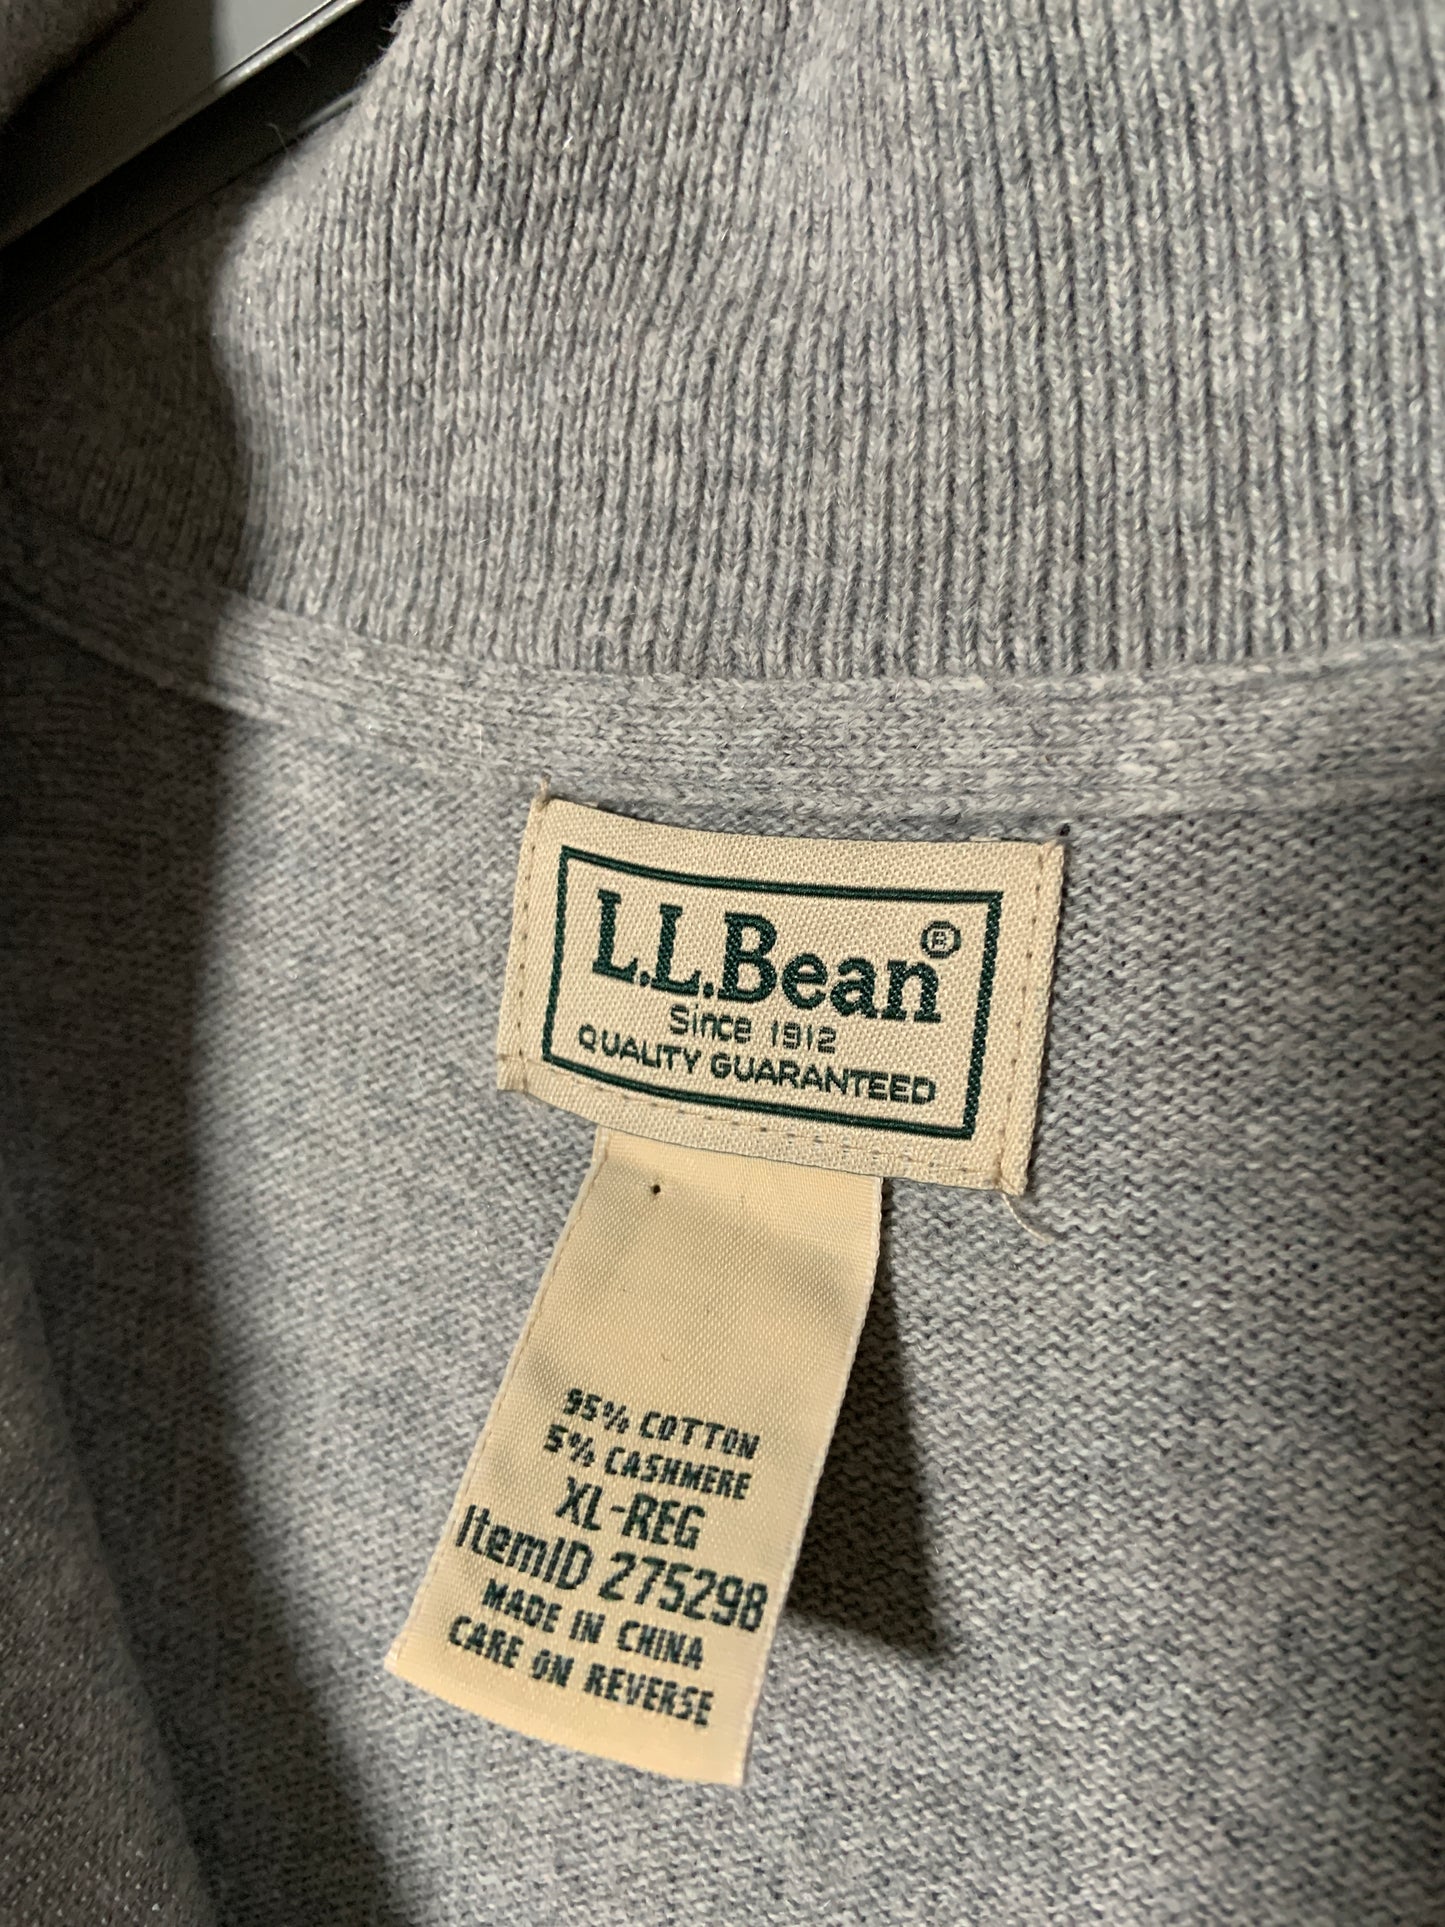 L.L.Bean®
Since 1912
QUALITY GUARANTEED
95% COTTON
5% CASHMERE
XL-REG
ItemID 275298
MADE IN CHINA
CARE ON REVERSE